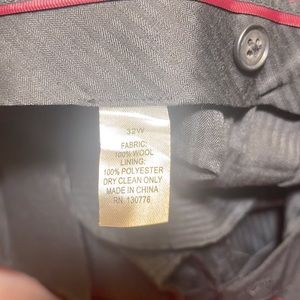 32W
FABRIC:
100% WOOL
LINING:
100% POLYESTER
DRY CLEAN ONLY
MADE IN CHINA
RN 130776